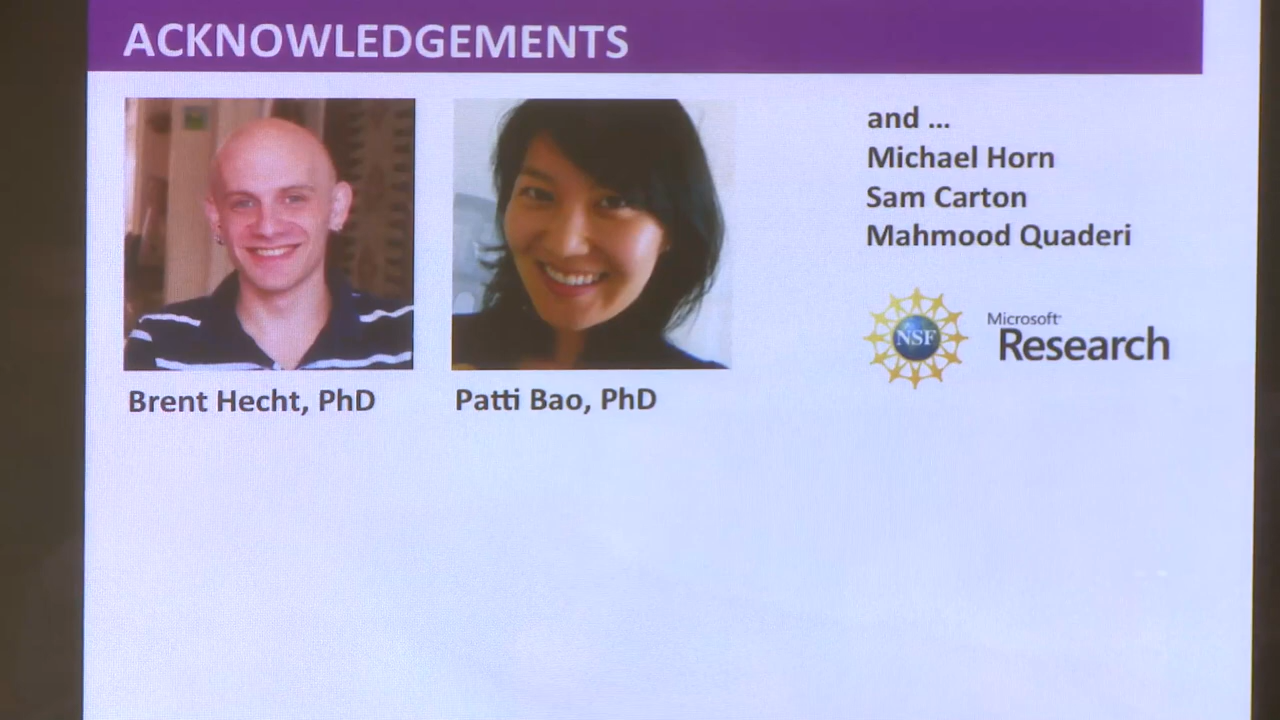 ACKNOWLEDGEMENTS
and ...
Michael Horn
Sam Carton
Mahmood Quaderi
NSF
Microsoft
Research
Brent Hecht, PhD
Patti Bao, PhD